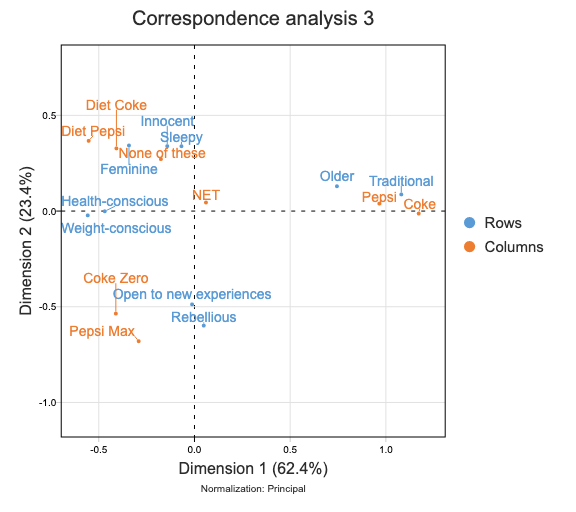 Correspondence analysis 3
Dimension 2 (23.4%)
0.5
0.0
-0.5
-1.0
Diet Coke
Innocent
Diet Pepsi
Sleepy
None of these
Feminine
Older
Traditional
Health-conscious
NET
Pepsi
Coke
Weight-conscious
Coke Zero
Open to new experiences
Rebellious
Pepsi Max
Rows
Columns
-0.5
0.0
0.5
1.0
Dimension 1 (62.4%)
Normalization: Principal